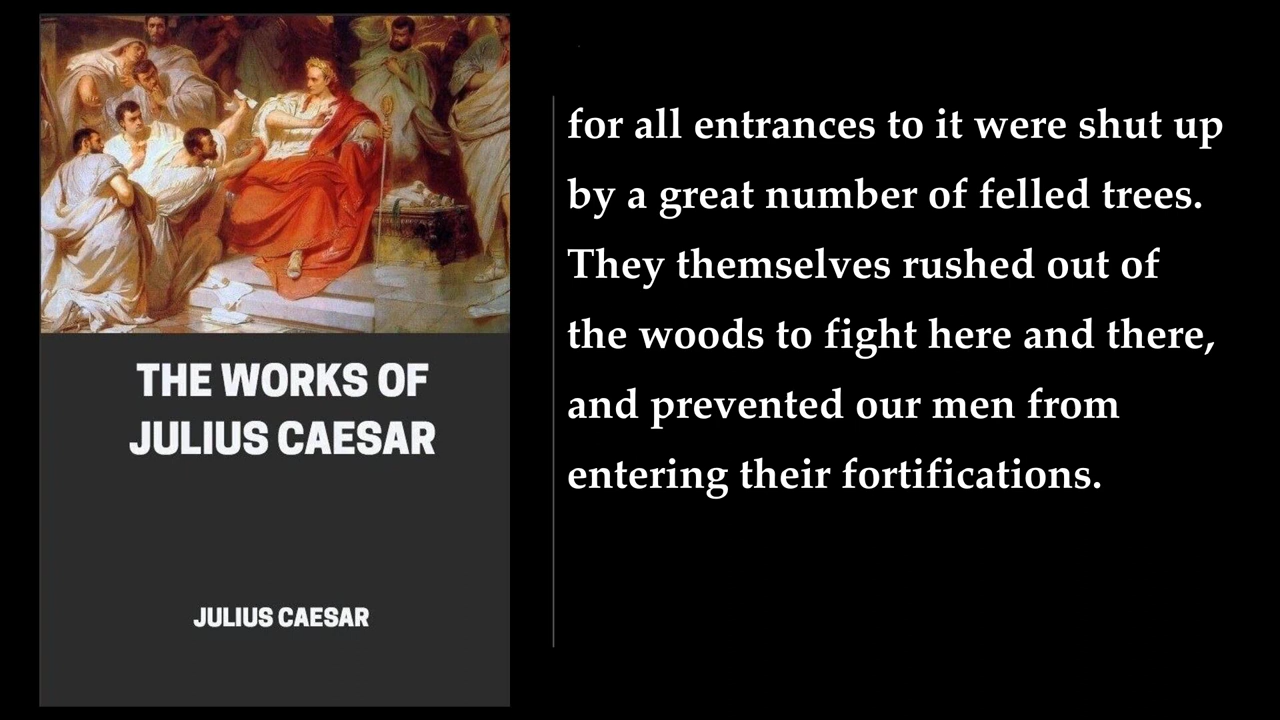 THE WORKS OF
JULIUS CAESAR
JULIUS CAESAR
for all entrances to it were shut up
by a great number of felled trees.
They themselves rushed out of
the woods to fight here and there,
and prevented our men from
entering their fortifications.